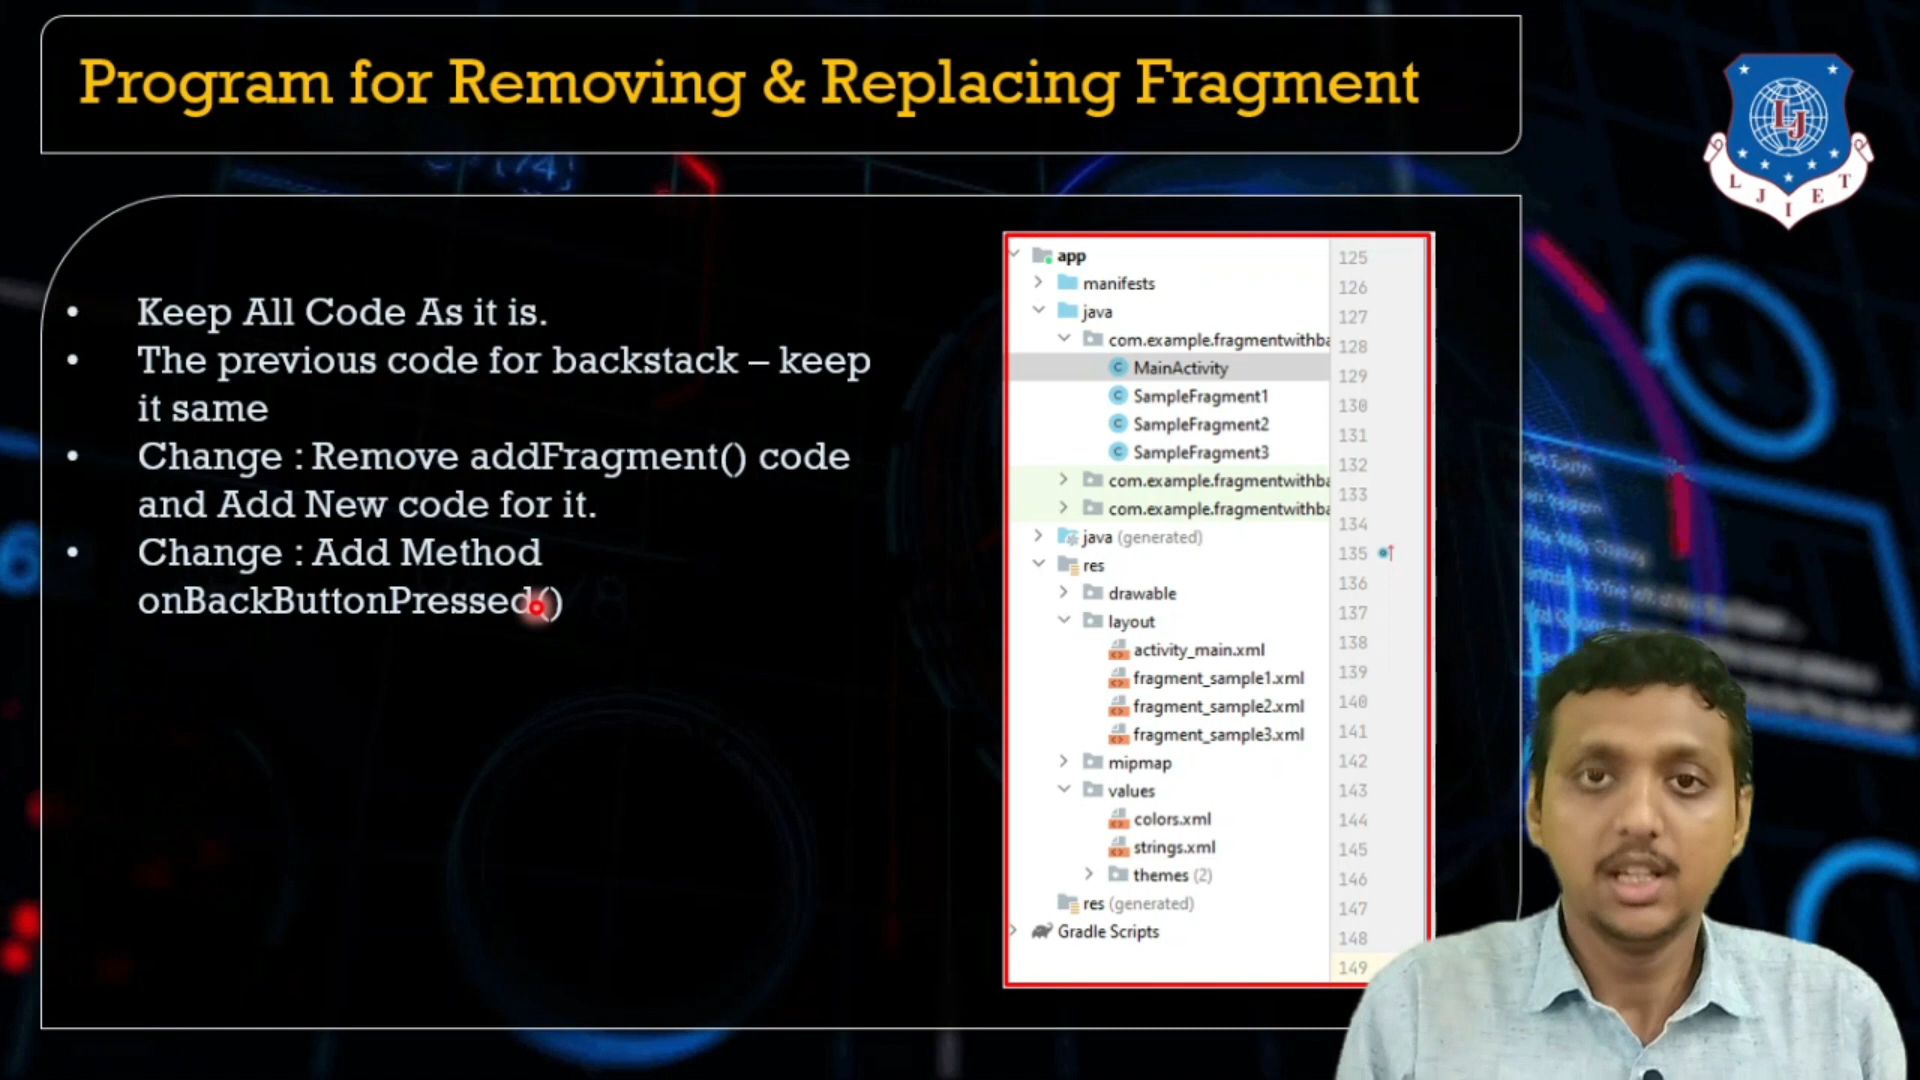 Program for Removing & Replacing Fragment
(74)
L J I E T
LJ
• Keep All Code As it is.
• The previous code for backstack – keep
it same
• Change : Remove addFragment() code
and Add New code for it.
• Change : Add Method
onBackButtonPressed()
app
manifests
java
com.example.fragmentwithba
MainActivity
SampleFragment1
SampleFragment2
SampleFragment3
com.example.fragmentwithba
com.example.fragmentwithba
java (generated)
res
drawable
layout
activity_main.xml
fragment_sample1.xml
fragment_sample2.xml
fragment_sample3.xml
mipmap
values
colors.xml
strings.xml
themes (2)
res (generated)
Gradle Scripts
125
126
127
128
129
130
131
132
133
134
135
136
137
138
139
140
141
142
143
144
145
146
147
148
149